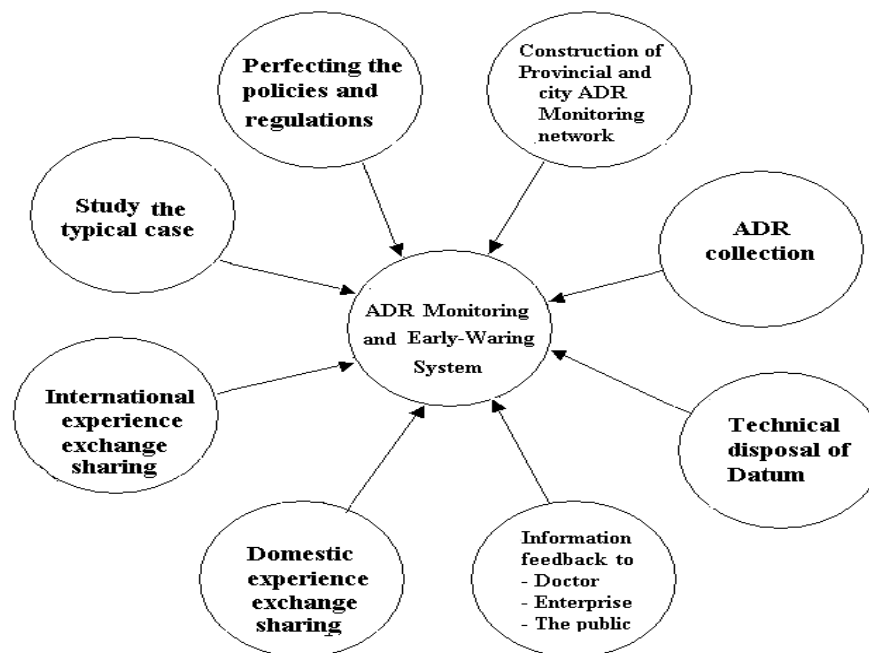 Perfecting the
policies and
regulations
Construction of
Provincial and
city ADR
Monitoring
network
Study the
typical case
ADR
collection
ADR Monitoring
and Early-Waring
System
International
experience
exchange
sharing
Technical
disposal of
Datum
Domestic
experience
exchange
sharing
Information
feedback to
- Doctor
- Enterprise
- The public